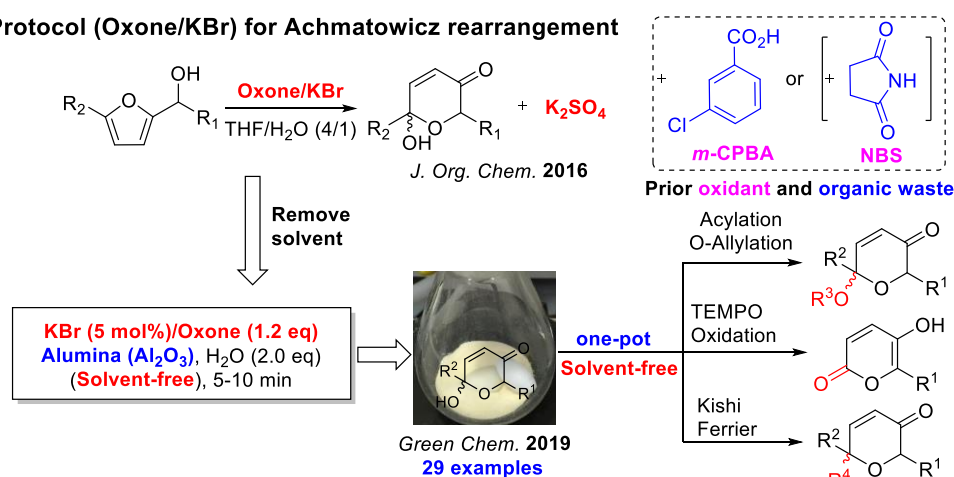 Protocol (Oxone/KBr) for Achmatowicz rearrangement
R2
O
OH
R1
Oxone/KBr
THF/H2O (4/1)
O
R2
OH
O
R1
+
K2SO4
J. Org. Chem. 2016
+
CO2H
Cl
m-CPBA
or
+
O
NH
O
NBS
Prior oxidant and organic waste
Remove
solvent
KBr (5 mol%)/Oxone (1.2 eq)
Alumina (Al2O3), H2O (2.0 eq)
(Solvent-free), 5-10 min
R2
O
HO
O
R1
Green Chem. 2019
29 examples
one-pot
Solvent-free
Acylation
O-Allylation
R2
O
R3O
O
R1
TEMPO
Oxidation
OH
O
O
R1
Kishi
Ferrier
R2
O
R4
O
R1